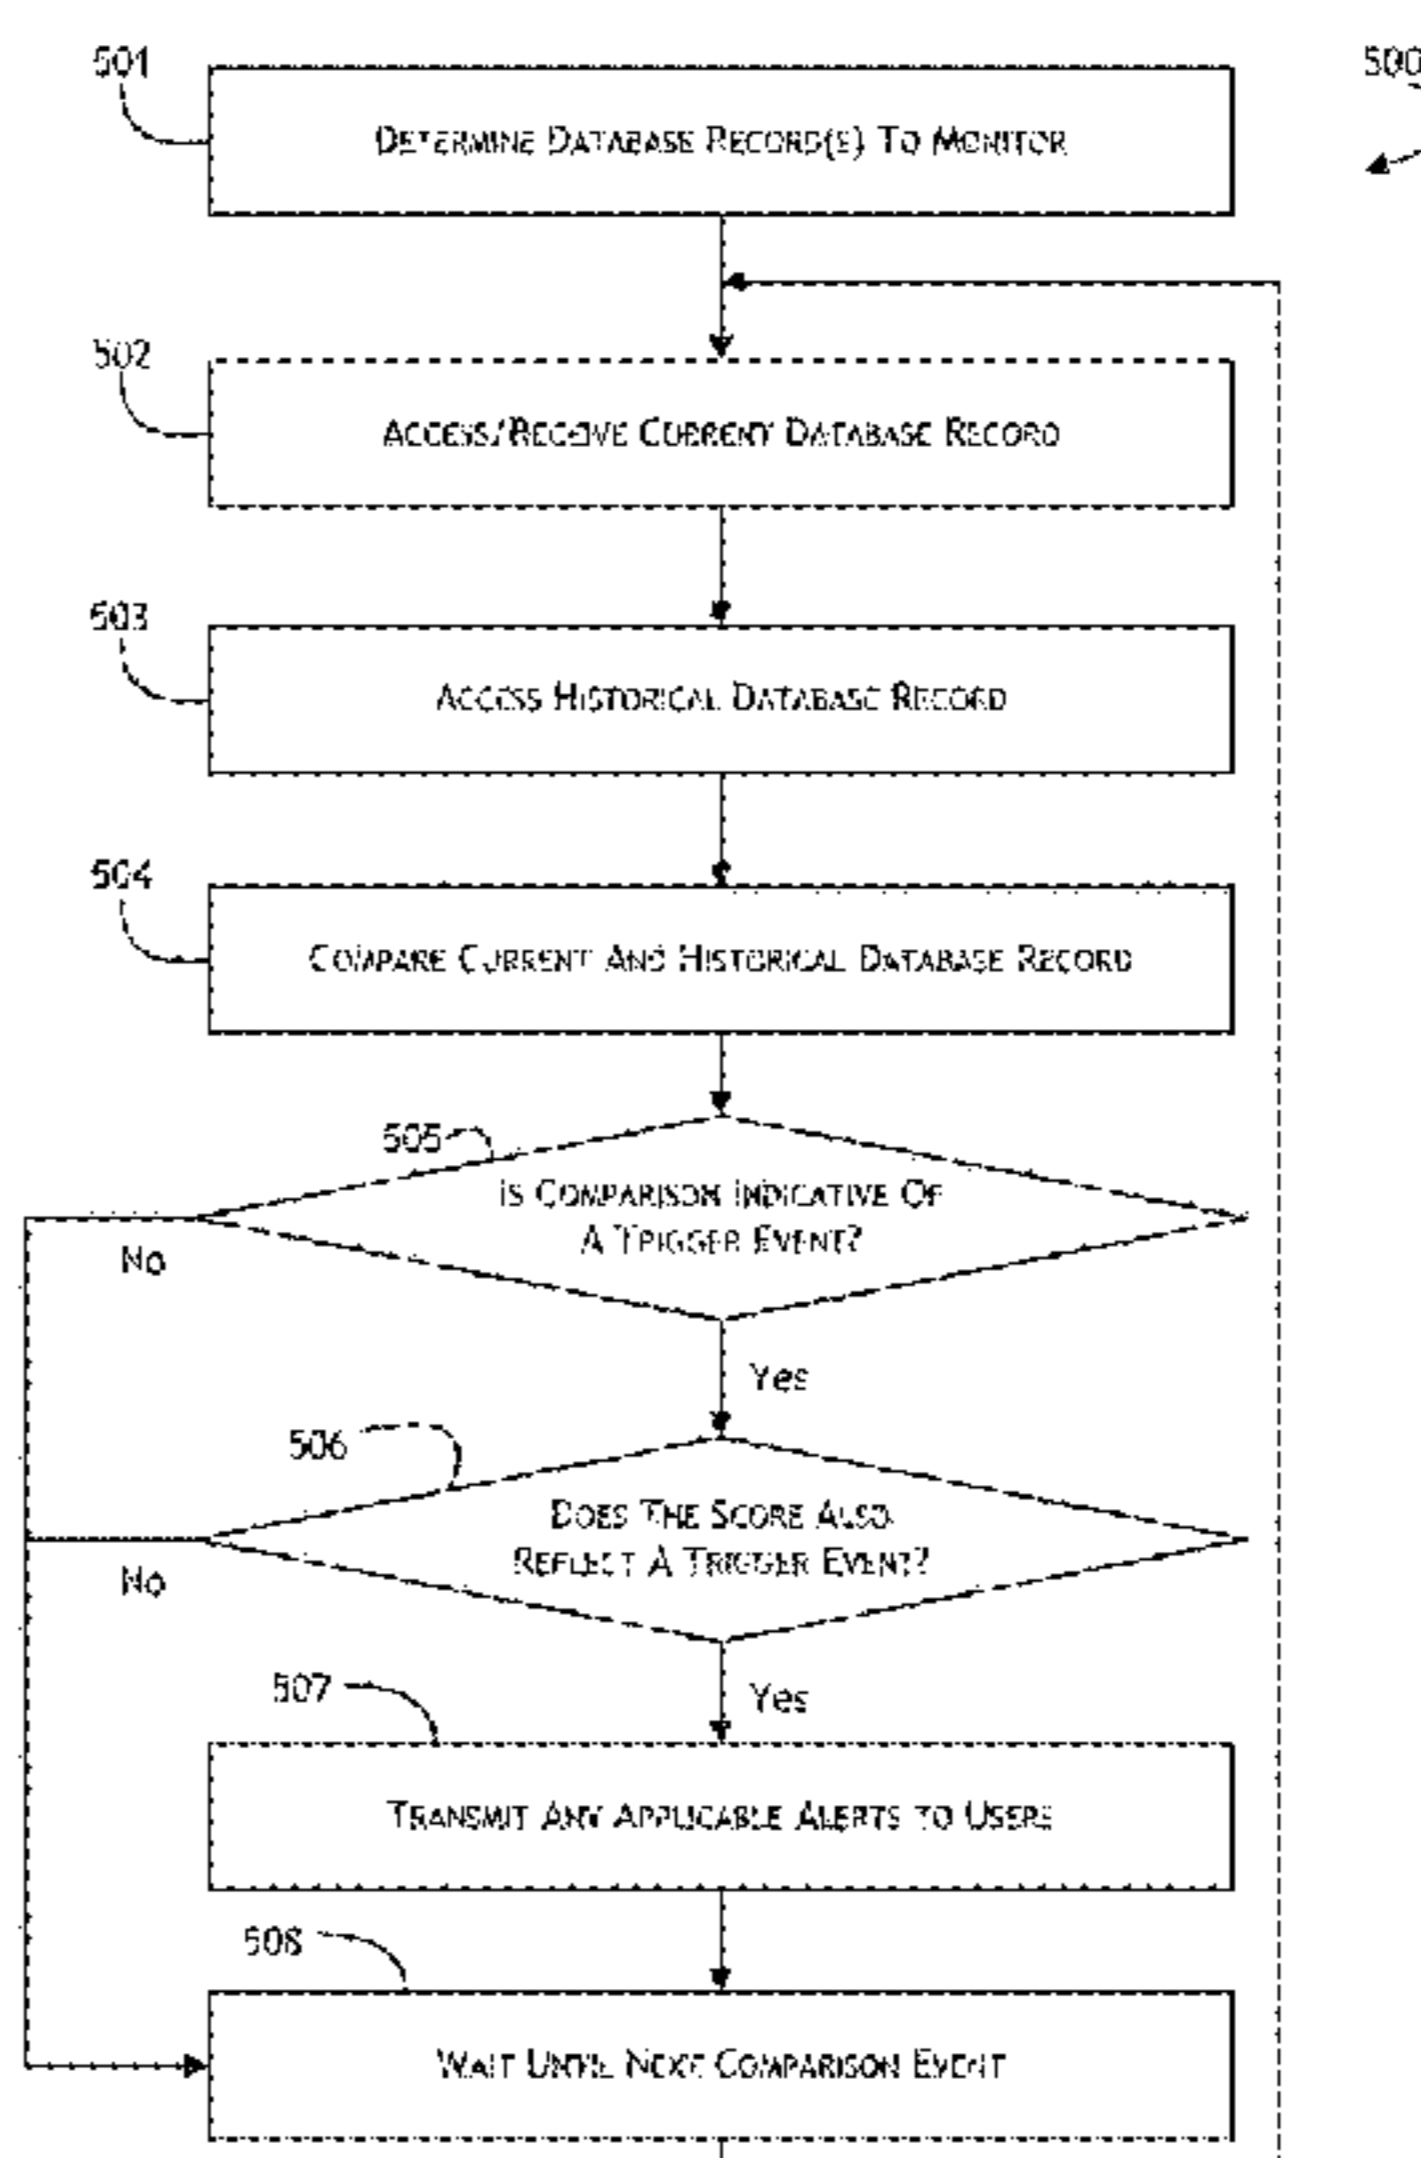 501
500
DETERMINE DATABASE RECORD(S) TO MONITOR
502
ACCESS/RECEIVE CURRENT DATABASE RECORD
503
ACCESS HISTORICAL DATABASE RECORD
504
COMPARE CURRENT AND HISTORICAL DATABASE RECORD
505
IS COMPARISON INDICATIVE OF
A TRIGGER EVENT?
No
Yes
506
DOES THE SCORE ALSO
REFLECT A TRIGGER EVENT?
No
507
Yes
TRANSMIT ANY APPLICABLE ALERTS TO USERS
508
WAIT UNTIL NEXT COMPARISON EVENT